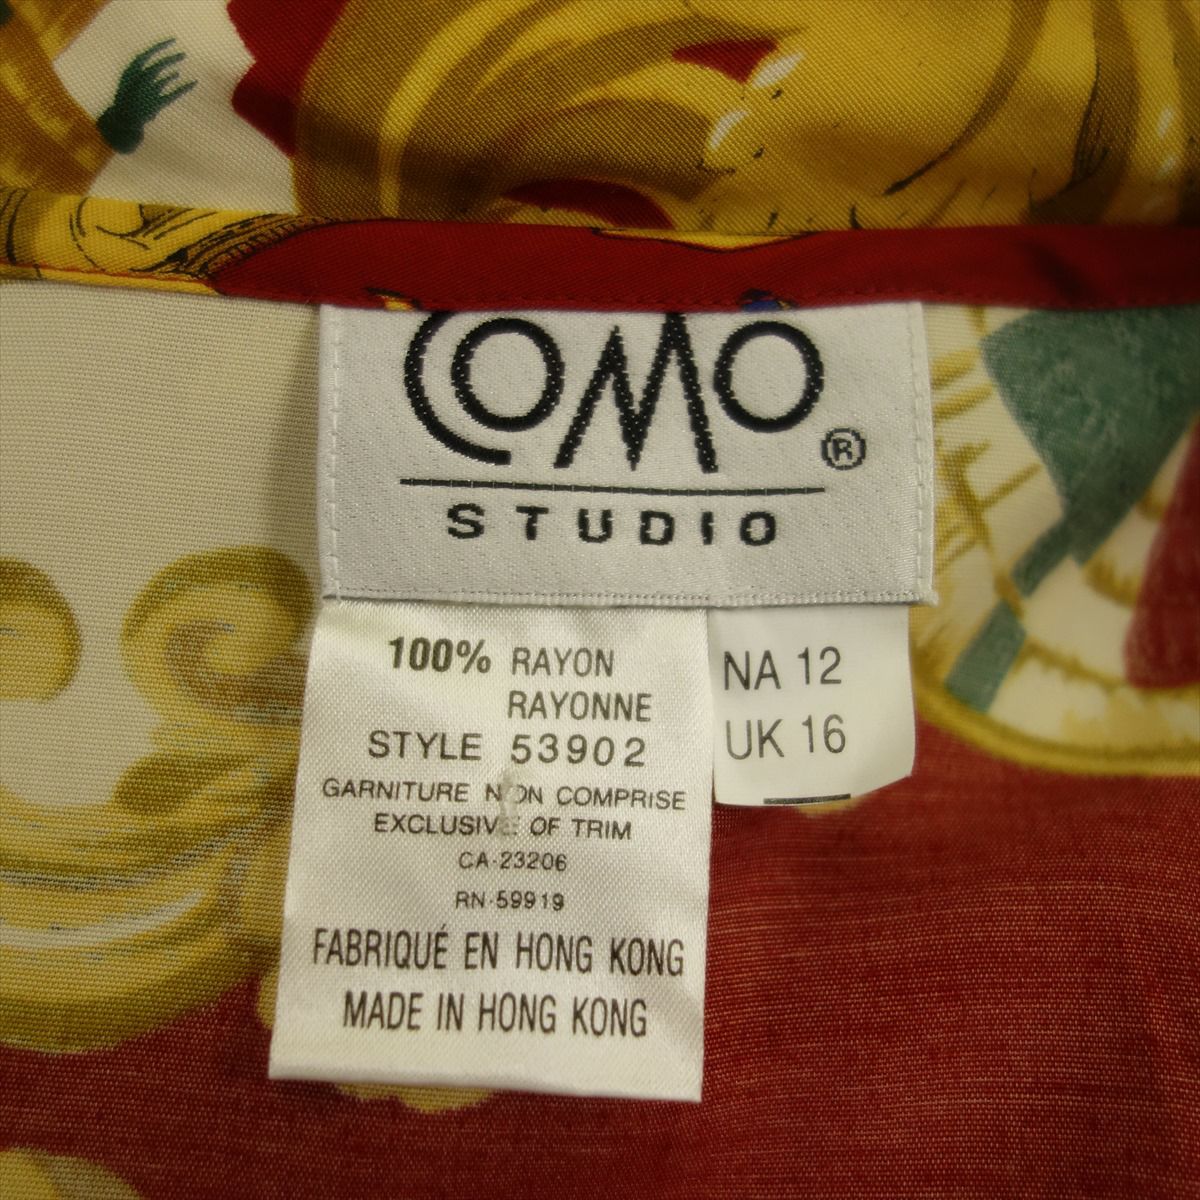 COMO ®
STUDIO
100% RAYON
RAYONNE
STYLE 53902
GARNITURE NON COMPRISE
EXCLUSIVE OF TRIM
CA-23206
RN-59919
FABRIQUÉ EN HONG KONG
MADE IN HONG KONG
NA 12
UK 16